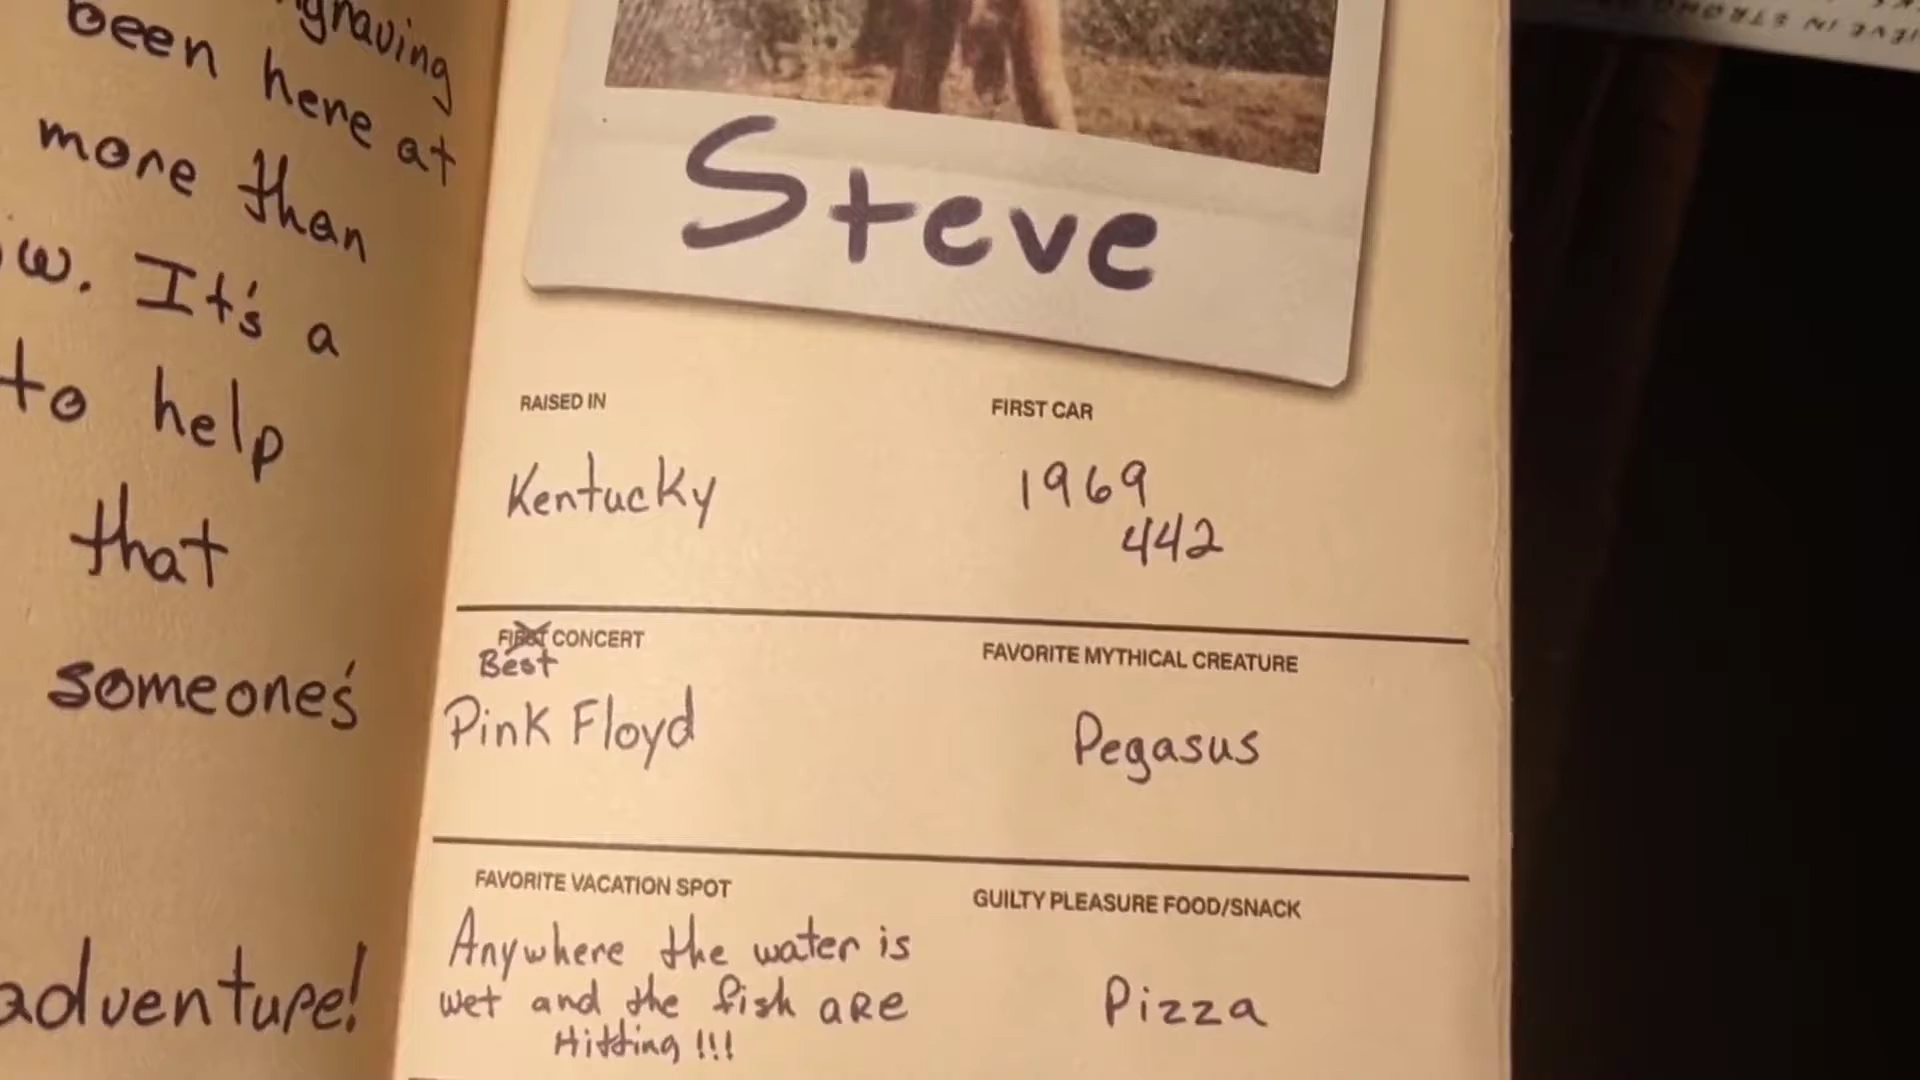 graving
been here at
more than
w. It's a
to help
that
someone's
adventure!
Steve
RAISED IN
Kentucky
FIRST CAR
1969
442
FIRST CONCERT
Best
Pink Floyd
FAVORITE MYTHICAL CREATURE
Pegasus
FAVORITE VACATION SPOT
Anywhere the water is
wet and the fish are
Hitting!!!
GUILTY PLEASURE FOOD/SNACK
Pizza